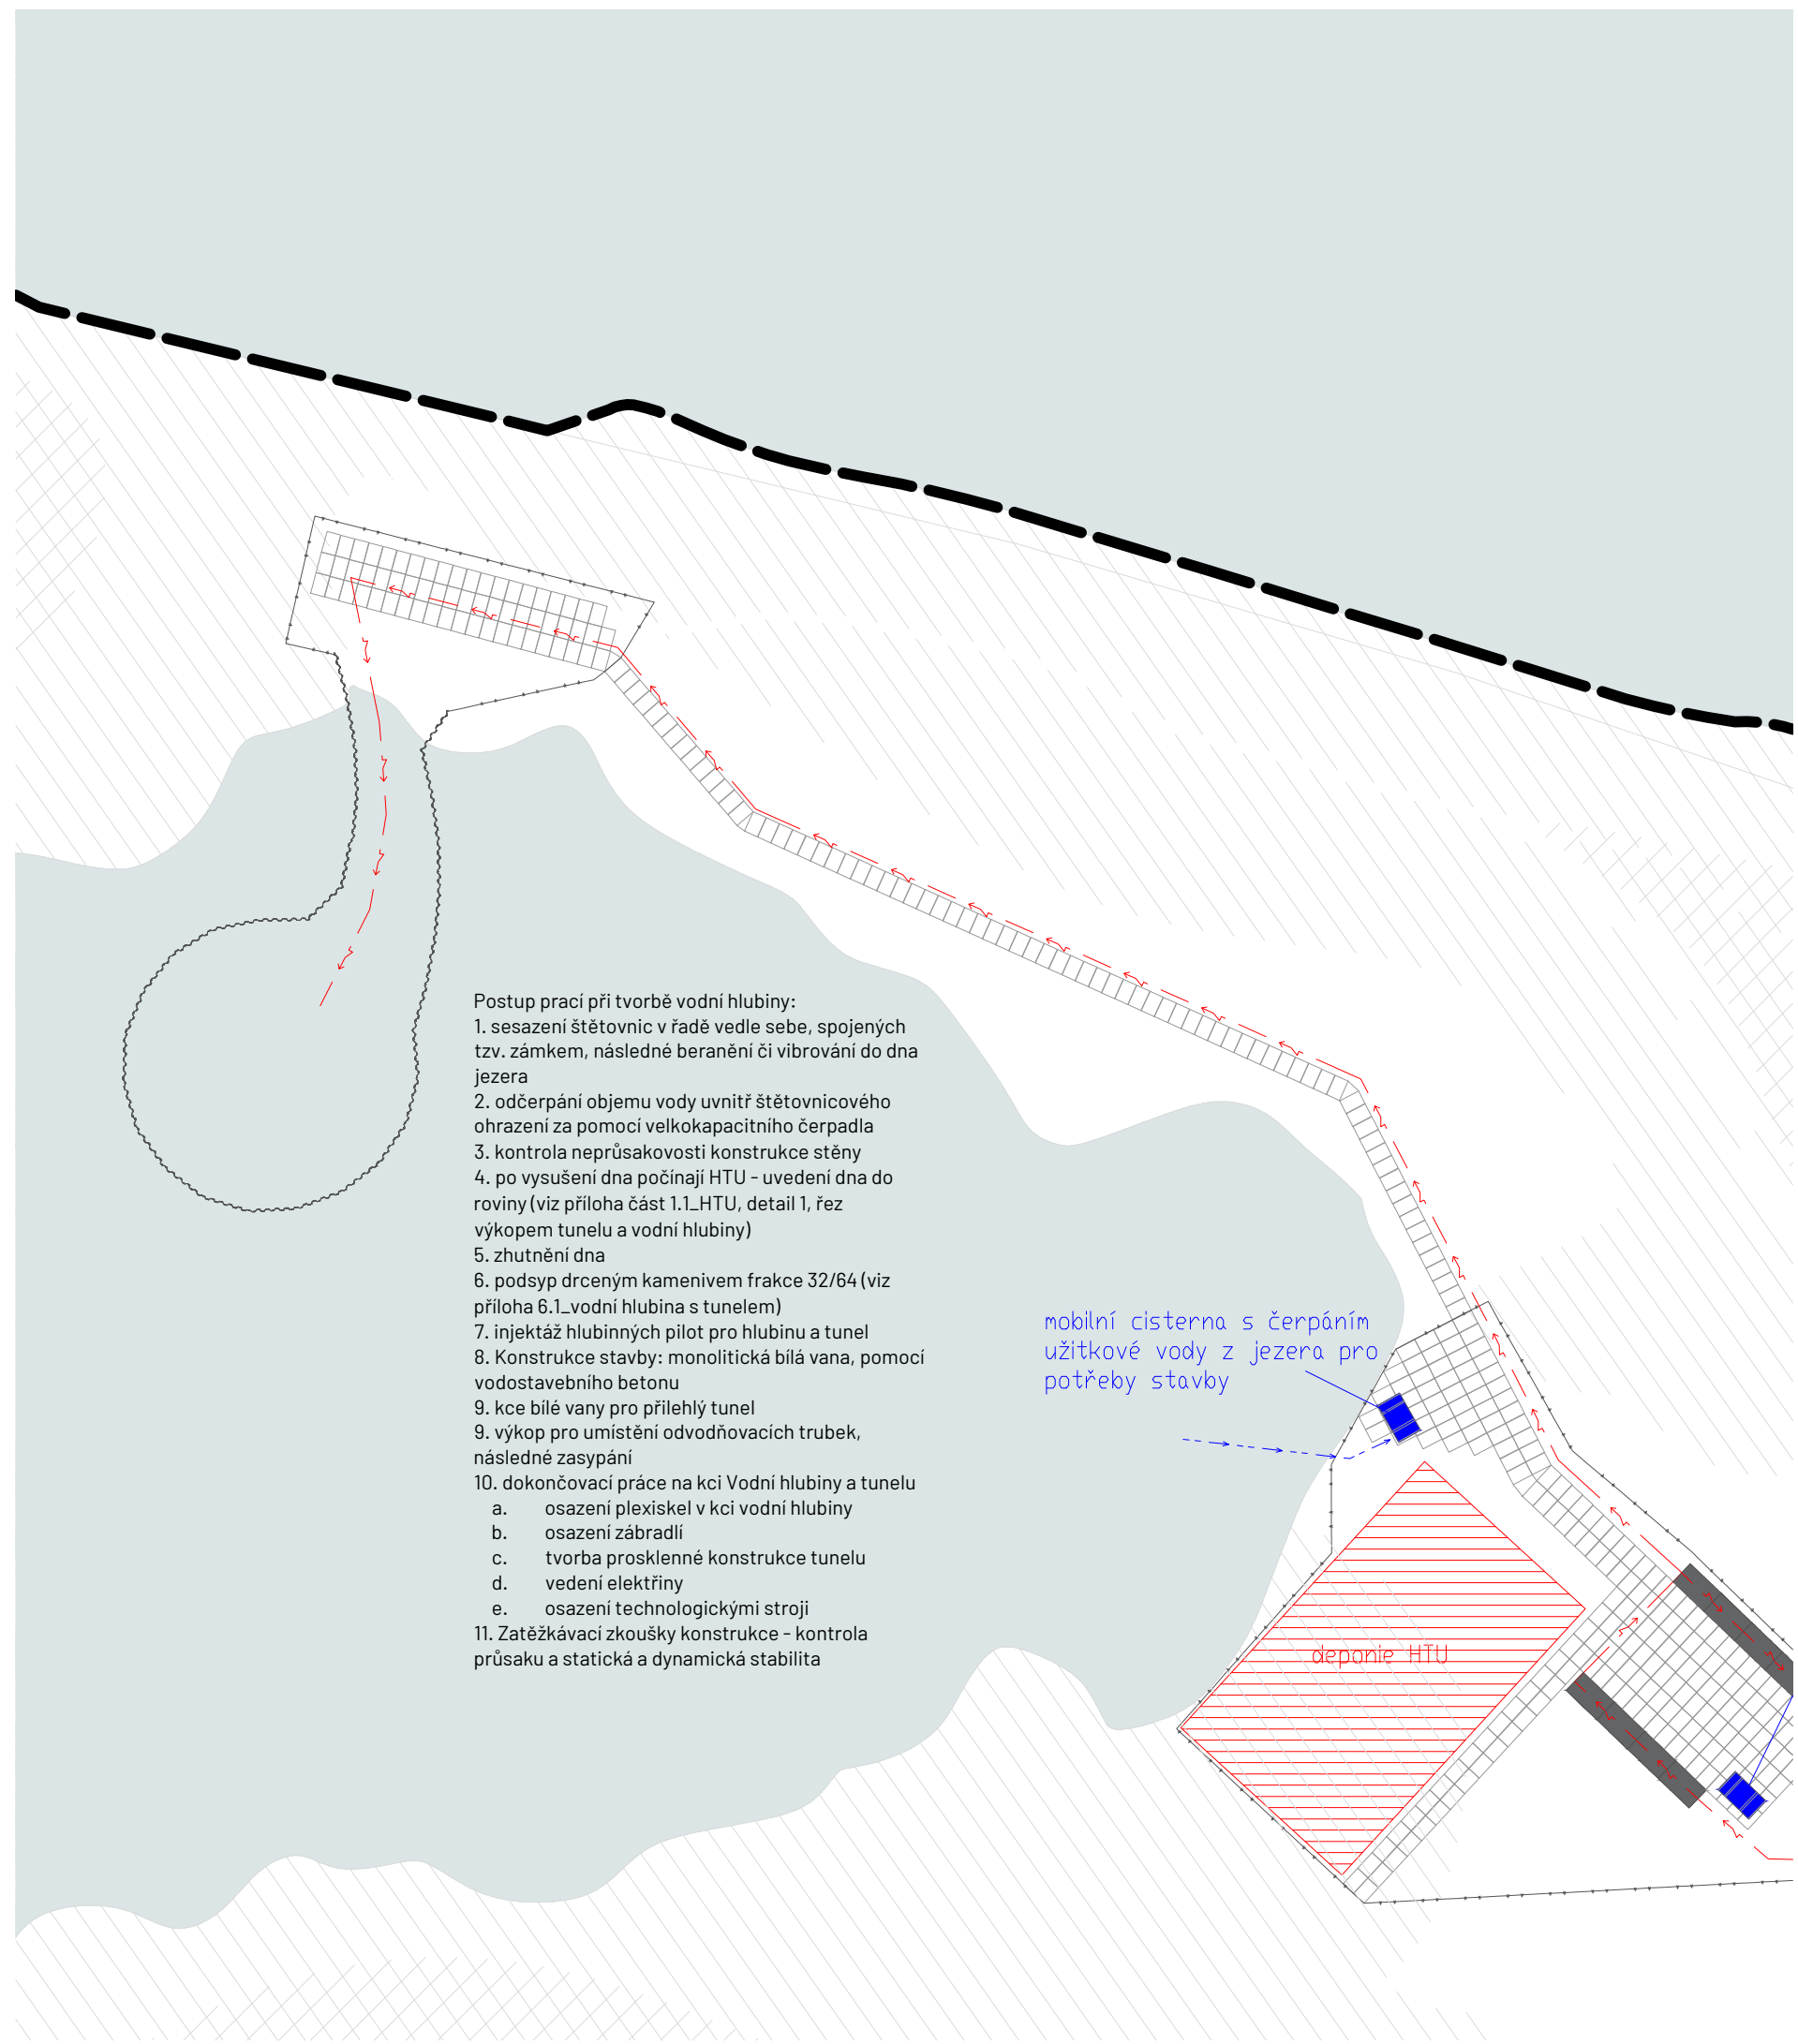 Postup prací při tvorbě vodní hlubiny:
1. sesazení štětovnic v řadě vedle sebe, spojených
tzv. zámkem, následné beranění či vibrování do dna
jezera
2. odčerpání objemu vody uvnitř štětovnicového
ohrazení za pomocí velkokapacitního čerpadla
3. kontrola neprůsakovosti konstrukce stěny
4. po vysušení dna počínají HTU - uvedení dna do
roviny (viz příloha část 1.1_HTU, detail 1, řez
výkopem tunelu a vodní hlubiny)
5. zhutnění dna
6. podsyp drceným kamenivem frakce 32/64 (viz
příloha 6.1_vodní hlubina s tunelem)
7. injektáž hlubinných pilot pro hlubinu a tunel
8. Konstrukce stavby: monolitická bílá vana, pomocí
vodostavebního betonu
9. kce bílé vany pro přilehlý tunel
9. výkop pro umístění odvodňovacích trubek,
následné zasypání
10. dokončovací práce na kci Vodní hlubiny a tunelu
a. osazení plexiskel v kci vodní hlubiny
b. osazení zábradlí
c. tvorba prosklenné konstrukce tunelu
d. vedení elektřiny
e. osazení technologickými stroji
11. Zatěžkávací zkoušky konstrukce - kontrola
průsaku a statická a dynamická stabilita
mobilní cisterna s čerpáním
užitkové vody z jezera pro
potřeby stavby
deponie HTU